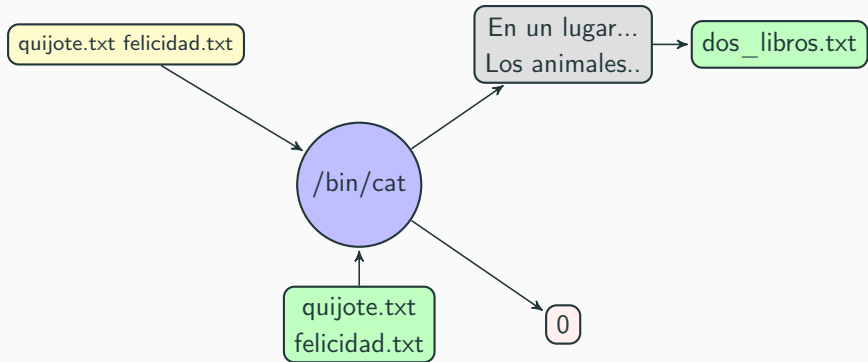 quijote.txt felicidad.txt
En un lugar...
Los animales..
dos_libros.txt
/bin/cat
quijote.txt
felicidad.txt
0